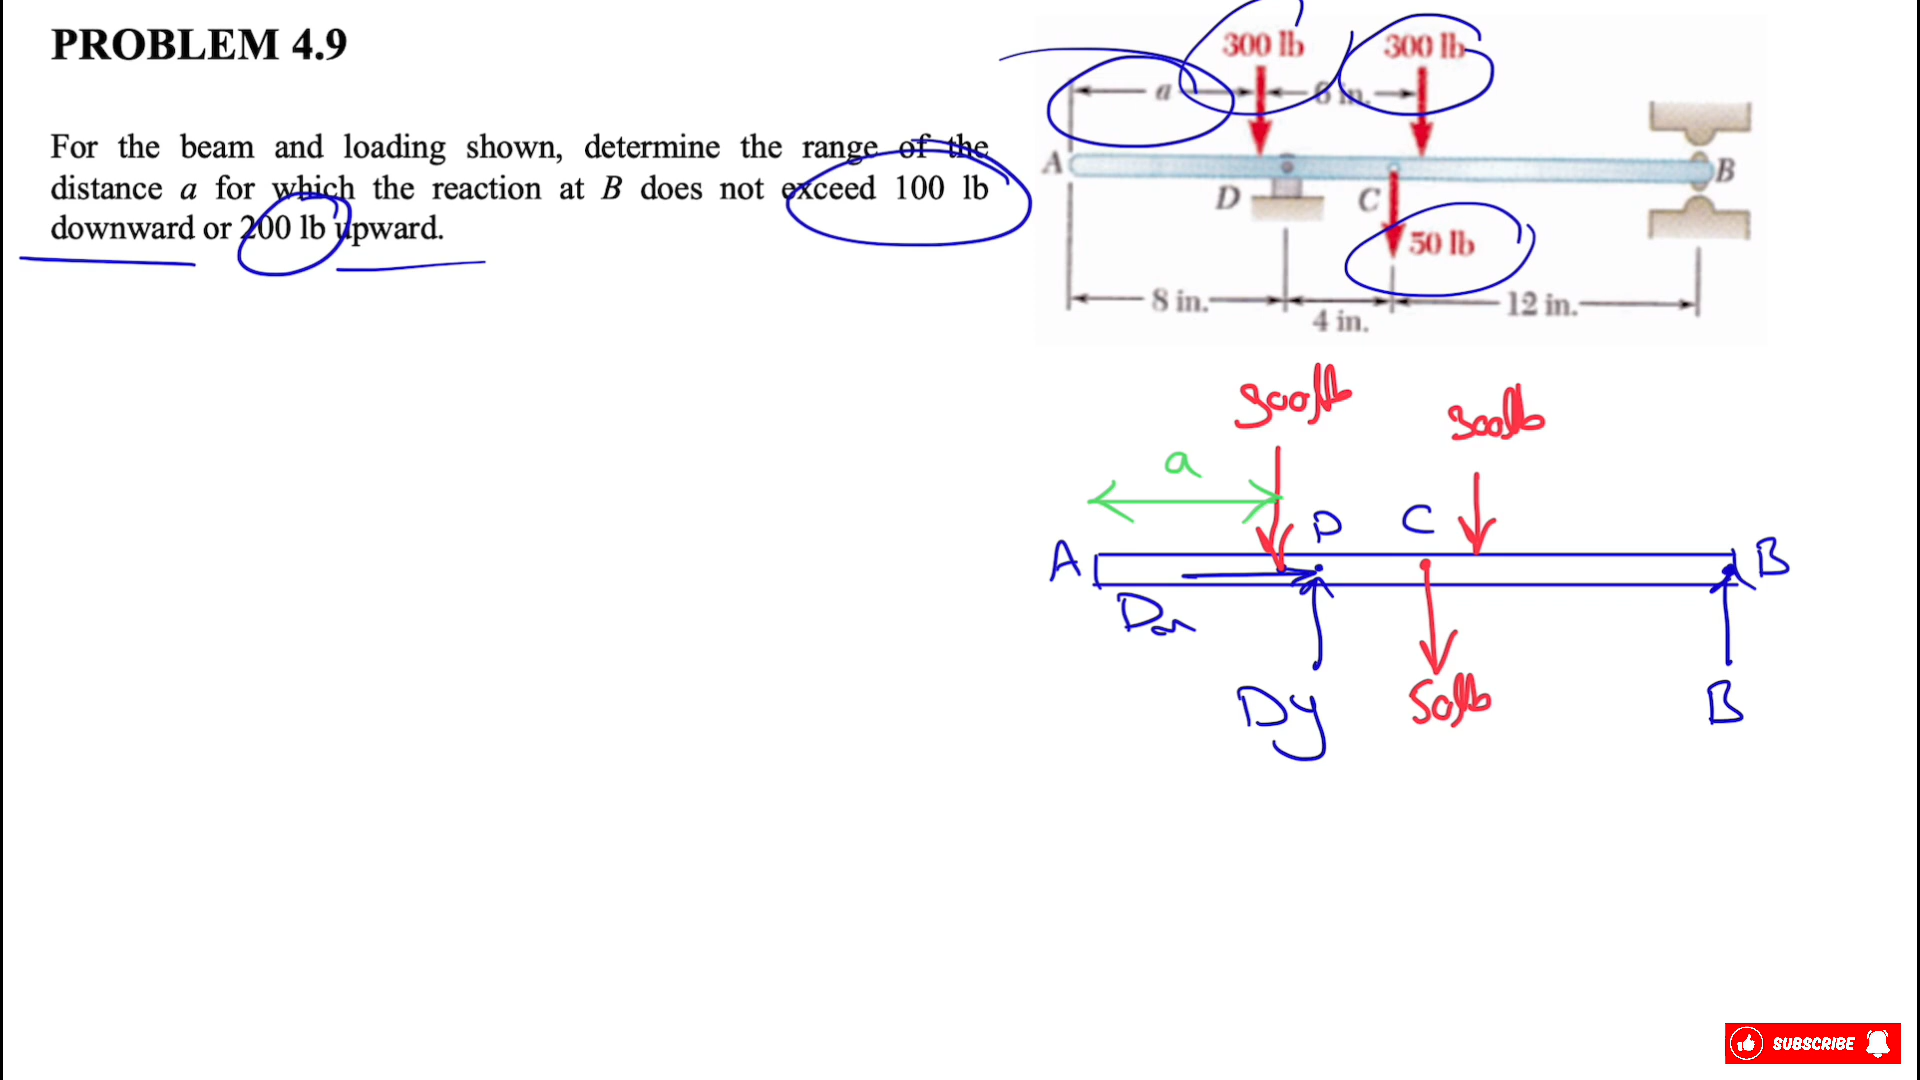 PROBLEM 4.9
For the beam and loading shown, determine the range of the
distance a for which the reaction at B does not exceed 100 lb
downward or 200 lb upward.
300 lb
300 lb
a
6 in.
A
B
D
C
50 lb
8 in.
4 in.
12 in.
300lb
300lb
a
A
D
C
B
Dx
Dy
50lb
B
SUBSCRIBE